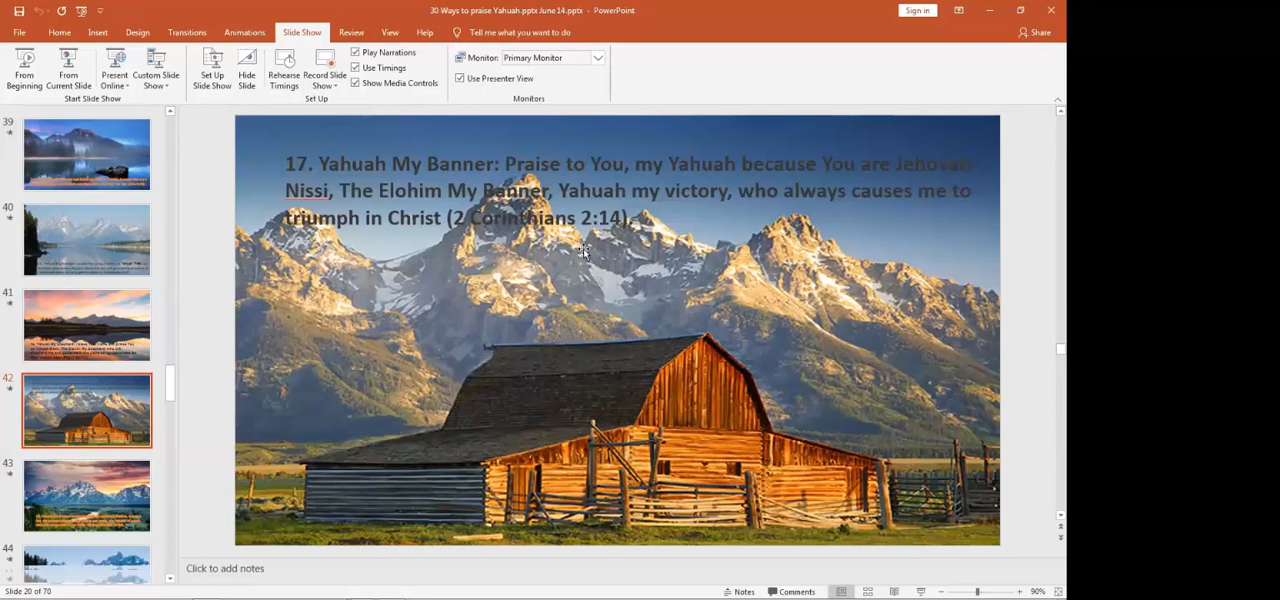 30 Ways to praise Yahuah.pptx June 14.pptx - PowerPoint
Sign in
File Home Insert Design Transitions Animations Slide Show Review View Help Tell me what you want to do
Share
From Beginning
From Current Slide
Present Online
Custom Slide Show
Start Slide Show
Set Up Slide Show
Hide Slide
Rehearse Timings
Record Slide Show
Play Narrations
Use Timings
Show Media Controls
Set Up
Monitor: Primary Monitor
Use Presenter View
Monitors
39
40
41
42
43
44
17. Yahuah My Banner: Praise to You, my Yahuah because You are Jehovah
Nissi, The Elohim My Banner, Yahuah my victory, who always causes me to
triumph in Christ (2 Corinthians 2:14).
Click to add notes
Slide 20 of 70
Notes
Comments
90%